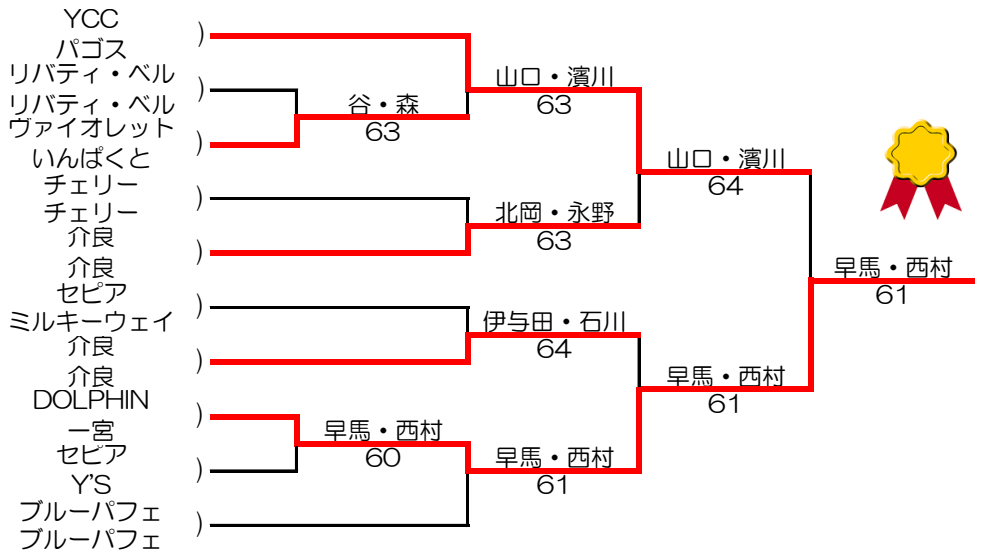 YCC
パゴス
)
リバティ・ベル
リバティ・ベル
)
ヴァイオレット
いんぱくと
)
チェリー
チェリー
)
介良
介良
)
セピア
ミルキーウェイ
)
介良
介良
)
DOLPHIN
一宮
)
セピア
Y'S
)
ブルーパフェ
ブルーパフェ
)
谷・森
63
早馬・西村
60
山口・濱川
63
北岡・永野
63
伊与田・石川
64
早馬・西村
61
山口・濱川
64
早馬・西村
61
早馬・西村
61